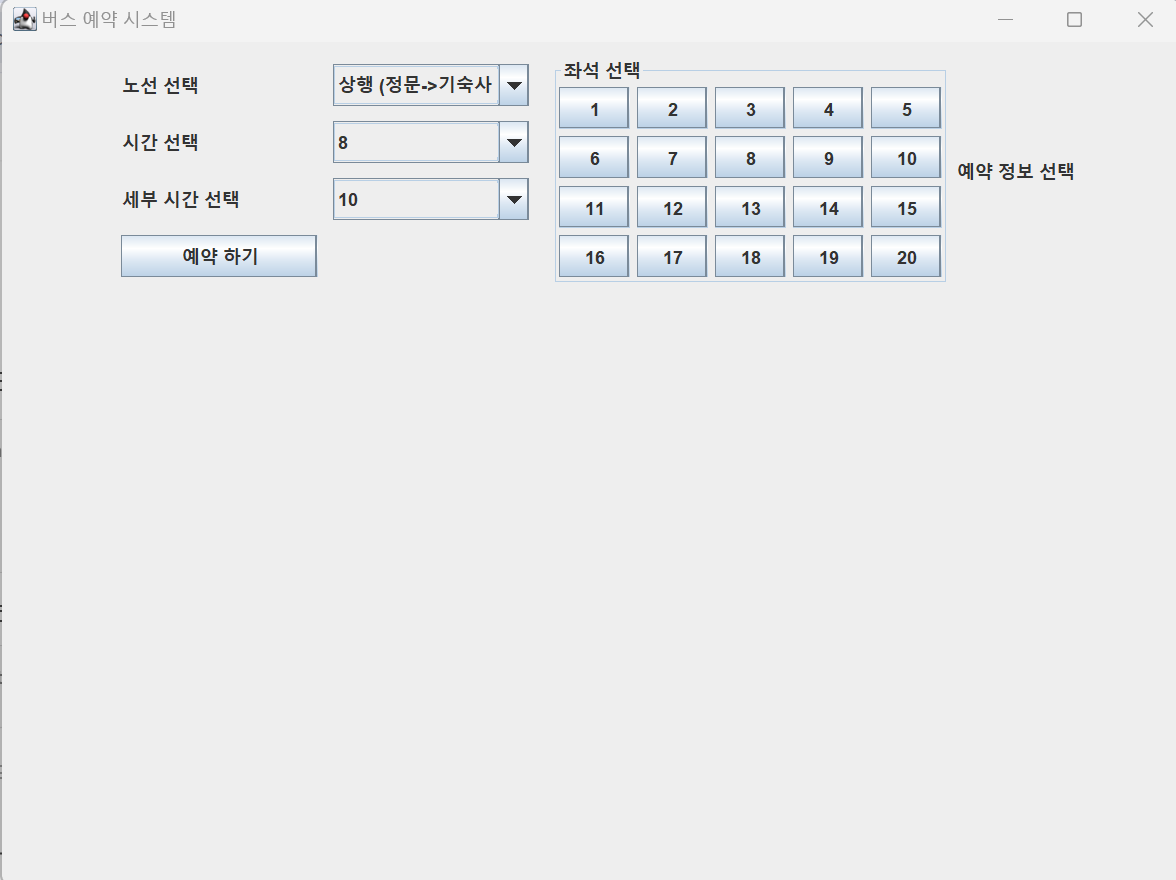 버스 예약 시스템
노선 선택
상행 (정문->기숙사
시간 선택
8
세부 시간 선택
10
예약 하기
좌석 선택
1 2 3 4 5
6 7 8 9 10
11 12 13 14 15
16 17 18 19 20
예약 정보 선택